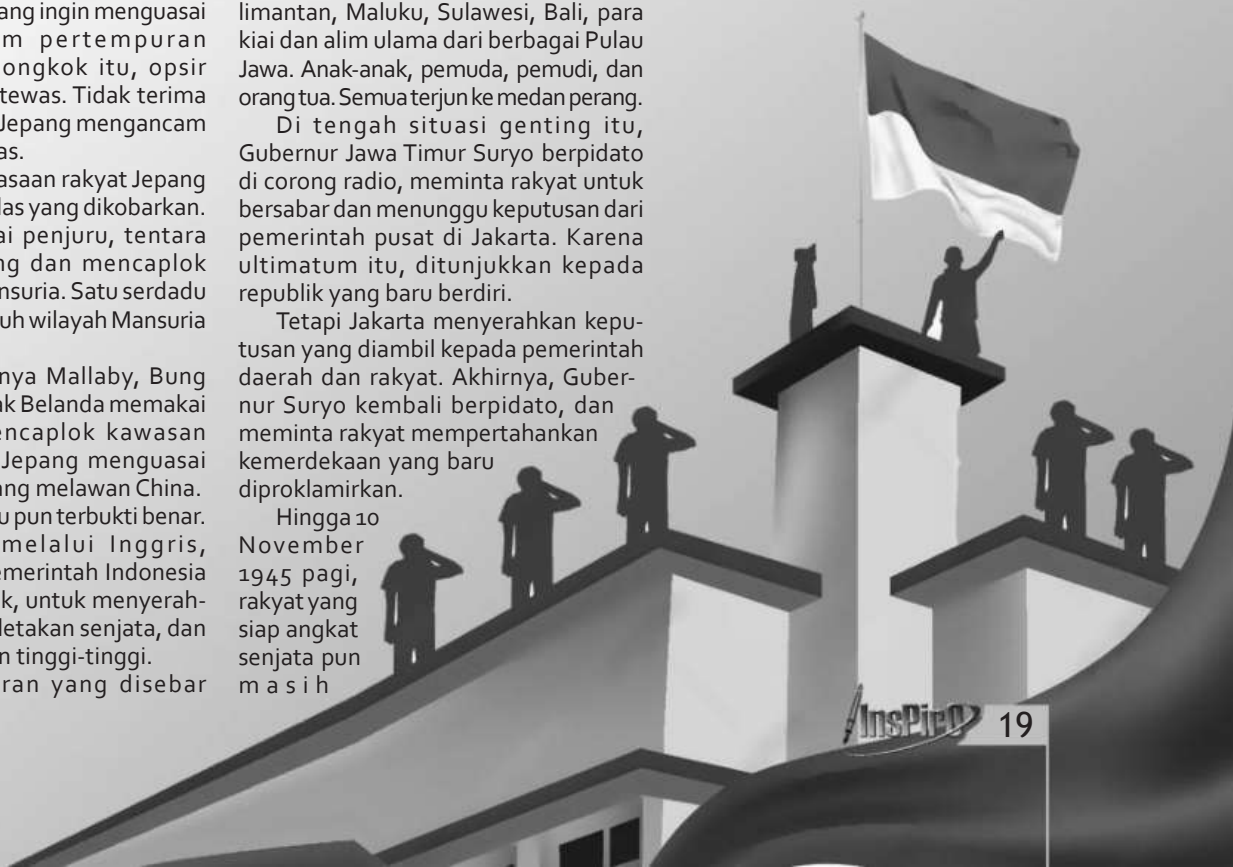 ang ingin menguasai
m pertempuran
ongkok itu, opsir
tewas. Tidak terima
Jepang mengancam
as.
asaan rakyat Jepang
las yang dikobarkan.
ai penjuru, tentara
ng dan mencaplok
nsuria. Satu serdadu
uh wilayah Mansuria
nya Mallaby, Bung
ak Belanda memakai
encaplok kawasan
Jepang menguasai
ang melawan China.
u pun terbukti benar.
melalui Inggris,
emerintah Indonesia
k, untuk menyerah-
letakan senjata, dan
n tinggi-tinggi.
ran yang disebar
limantan, Maluku, Sulawesi, Bali, para
kiai dan alim ulama dari berbagai Pulau
Jawa. Anak-anak, pemuda, pemudi, dan
orang tua. Semua terjun ke medan perang.
Di tengah situasi genting itu,
Gubernur Jawa Timur Suryo berpidato
di corong radio, meminta rakyat untuk
bersabar dan menunggu keputusan dari
pemerintah pusat di Jakarta. Karena
ultimatum itu, ditunjukkan kepada
republik yang baru berdiri.
Tetapi Jakarta menyerahkan kepu-
tusan yang diambil kepada pemerintah
daerah dan rakyat. Akhirnya, Guber-
nur Suryo kembali berpidato, dan
meminta rakyat mempertahankan
kemerdekaan yang baru
diproklamirkan.
Hingga 10
November
1945 pagi,
rakyat yang
siap angkat
senjata pun
masih
InsPirO 19